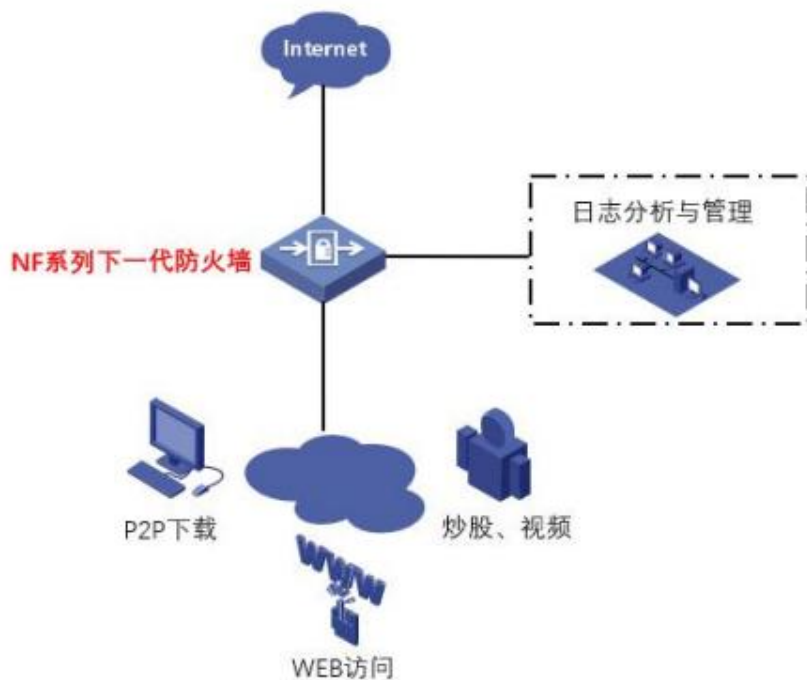 Internet
日志分析与管理
NF系列下一代防火墙
P2P下载
炒股、视频
WWW
WEB访问